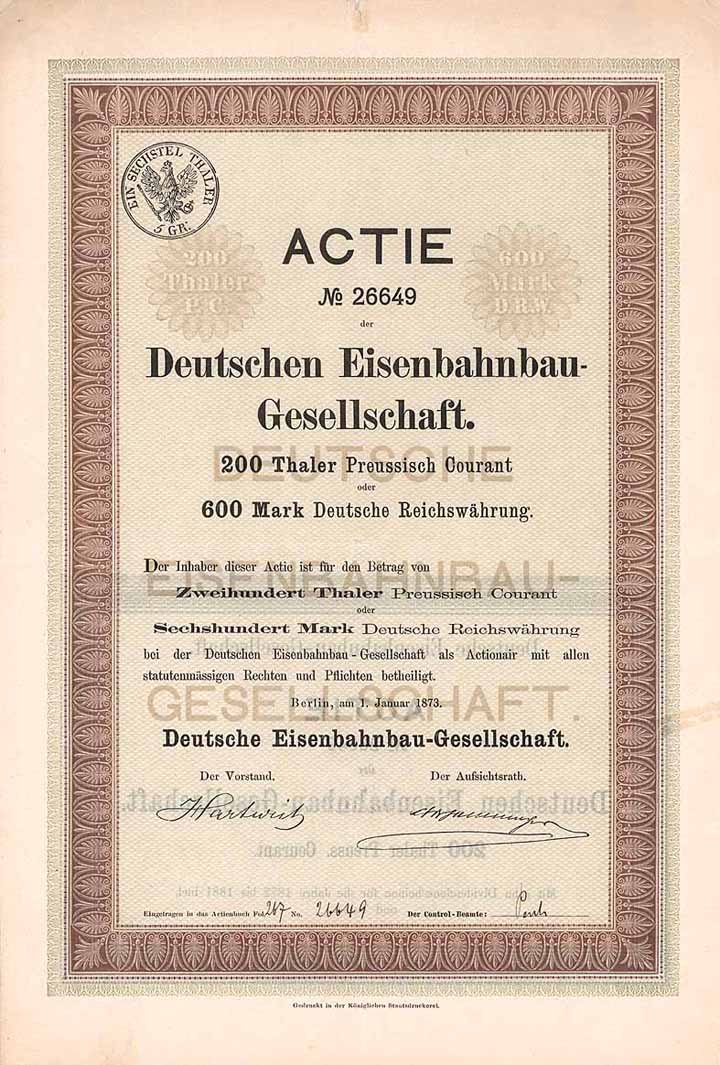 EIN SECHSTEL THALER
5 GR.
200
Thaler
P. C.
600
Mark
D. R. W.
ACTIE
№ 26649
der
Deutschen Eisenbahnbau-
Gesellschaft.
DEUTSCHE
200 Thaler Preussisch Courant
oder
600 Mark Deutsche Reichswährung.
Der Inhaber dieser Actie ist für den Betrag von
EISENBAHNBAU-
Zweihundert Thaler Preussisch Courant
oder
Sechshundert Mark Deutsche Reichswährung
bei der Deutschen Eisenbahnbau-Gesellschaft als Actionair mit allen
statutenmässigen Rechten und Pflichten betheiligt.
GESELLSCHAFT.
Berlin, am 1. Januar 1873.
Deutsche Eisenbahnbau-Gesellschaft.
Der Vorstand. Der Aufsichtsrath.
Hartwich
Eingetragen in das Actienbuch Fol. 267 No. 26649 Der Control-Beamte:
Gedruckt in der Königlichen Staatsdruckerei.